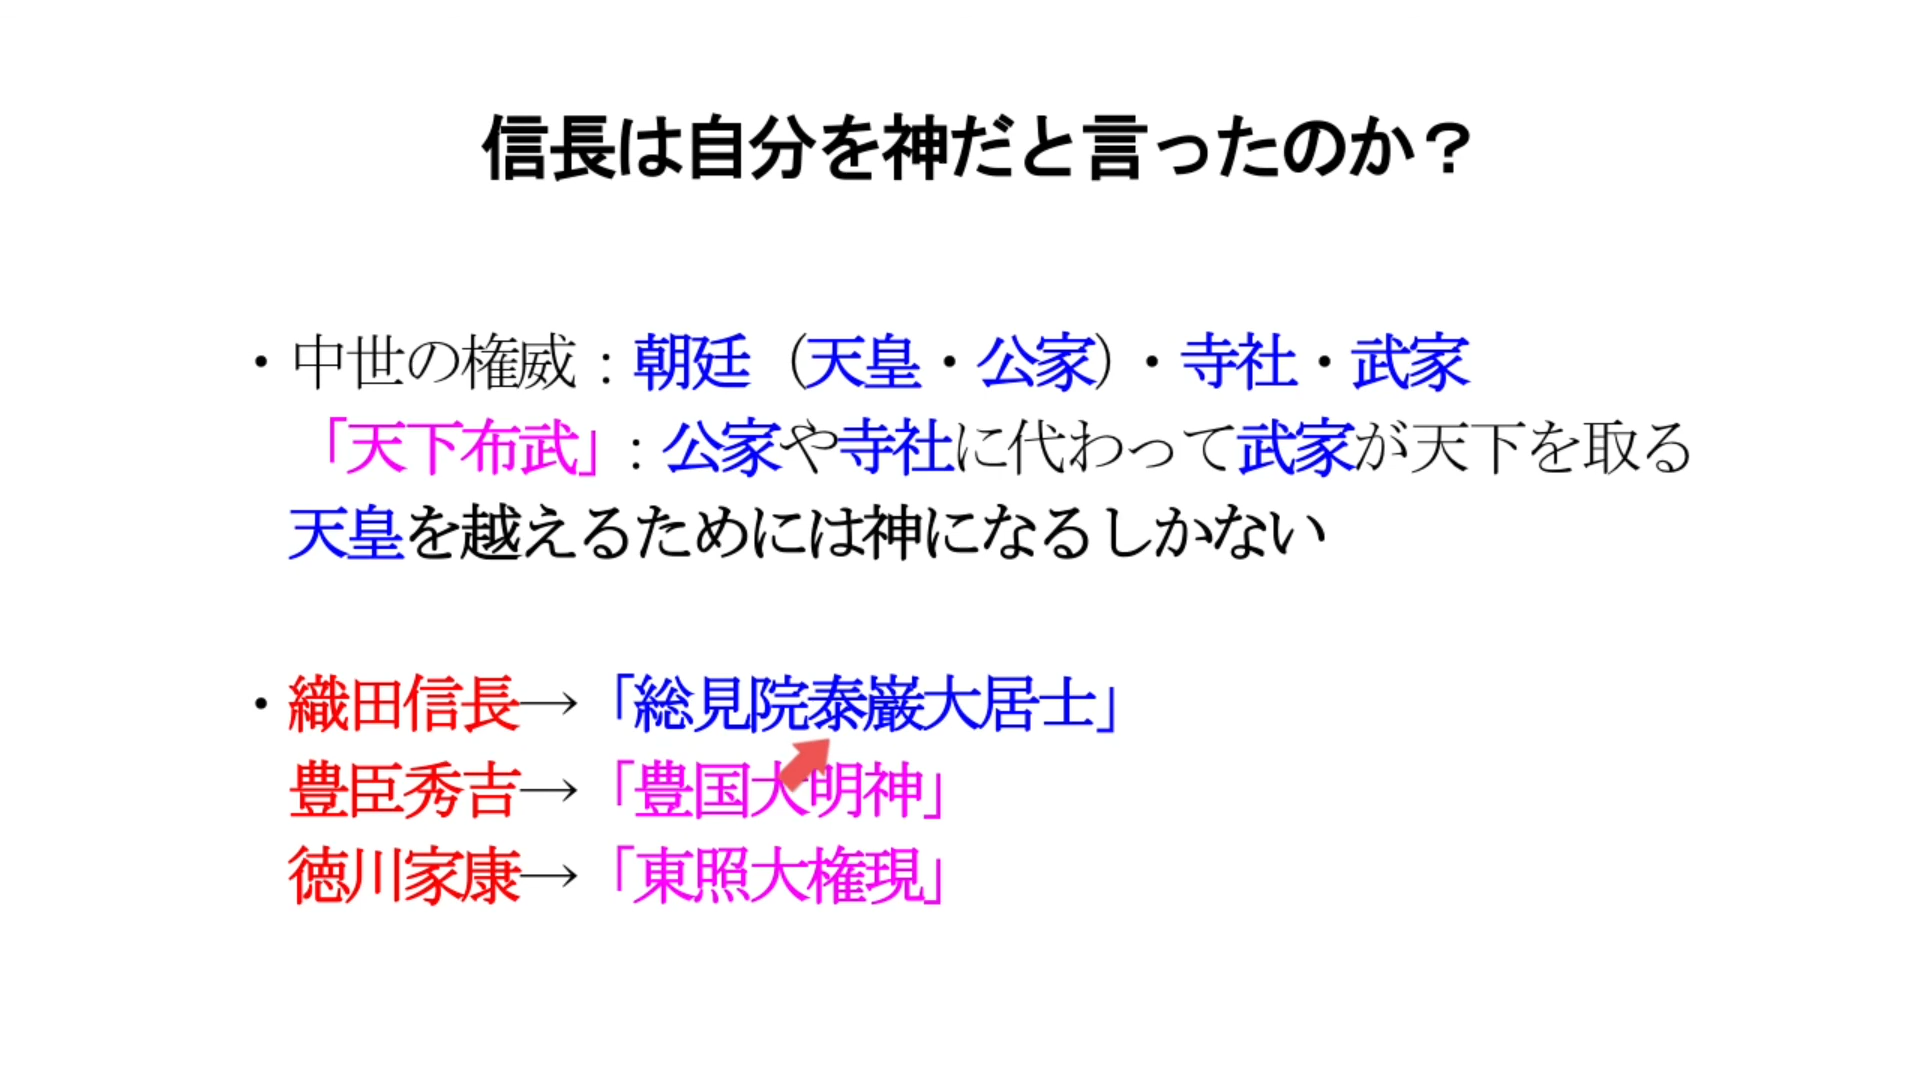 信長は自分を神だと言ったのか？
・中世の権威：朝廷（天皇・公家）・寺社・武家
「天下布武」：公家や寺社に代わって武家が天下を取る
天皇を越えるためには神になるしかない
・織田信長→「総見院泰巌大居士」
豊臣秀吉→「豊国大明神」
徳川家康→「東照大権現」